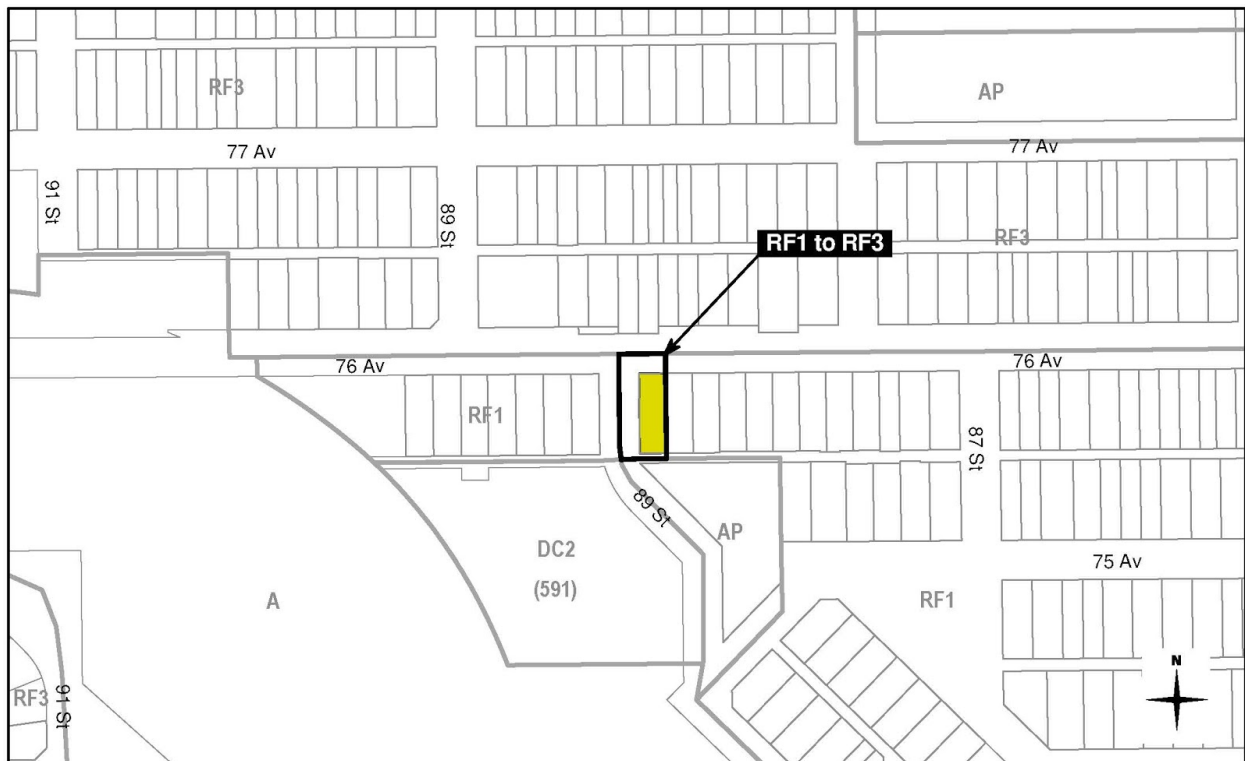 RF3
AP
77 Av
77 Av
91 St
89 St
RF1 to RF3
RF3
76 Av
76 Av
RF1
87 St
89 St
AP
DC2
(591)
75 Av
A
RF1
N
RF3
91 St